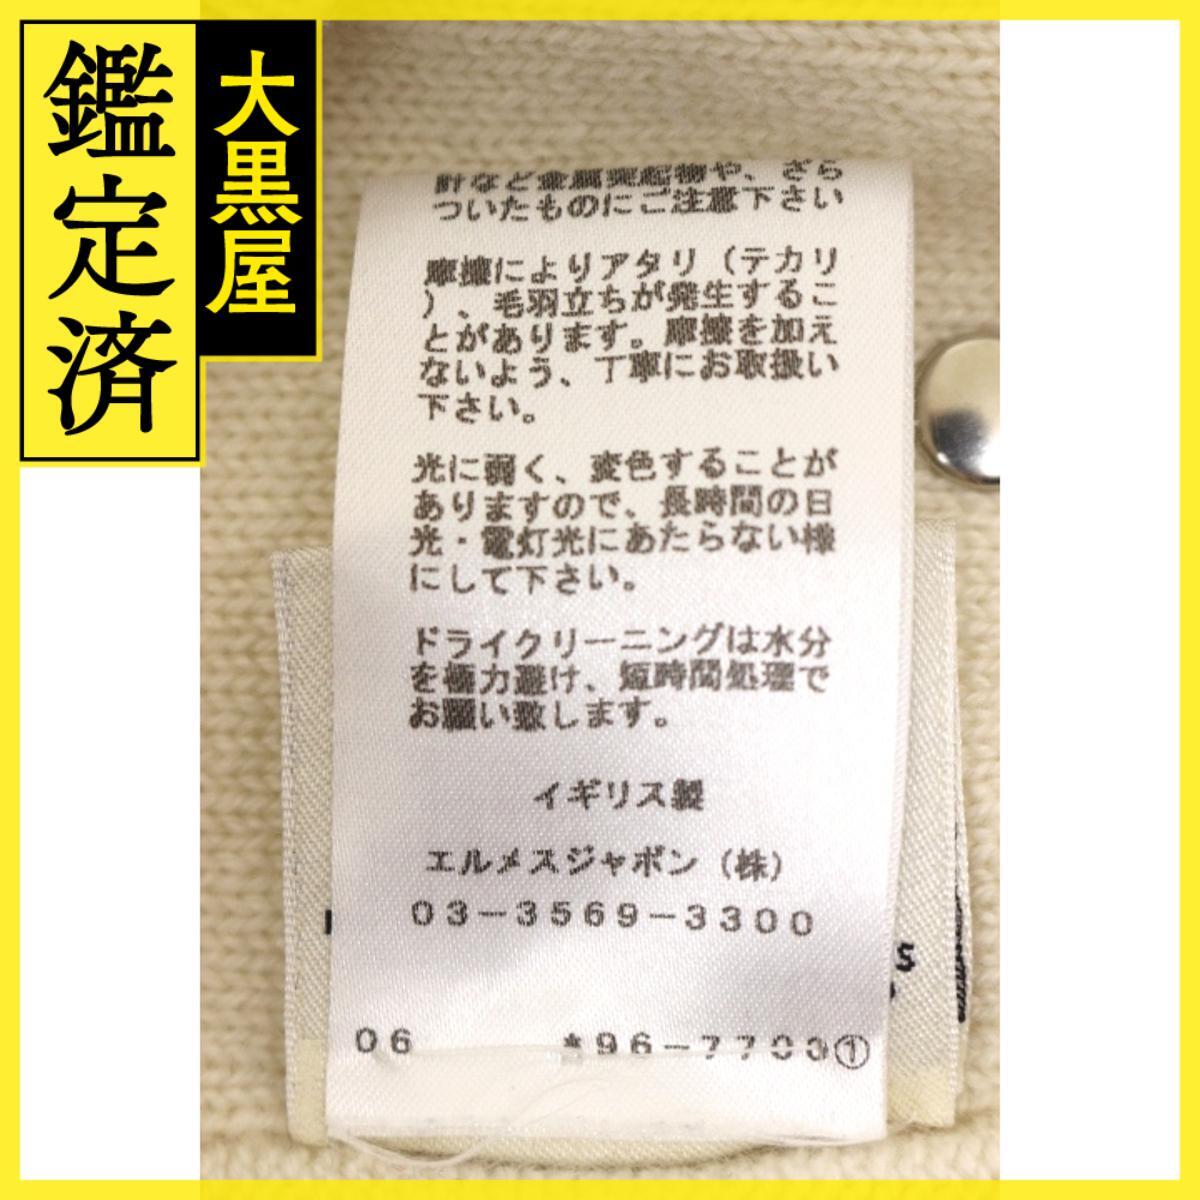 鑑定済
大黒屋
計など金属突起物や、ざら
ついたものにご注意下さい
摩擦によりアタリ（テカリ
）、毛羽立ちが発生するこ
とがあります。摩擦を加え
ないよう、丁寧にお取扱い
下さい。
光に弱く、変色することが
ありますので、長時間の日
光・電灯光にあたらない様
にして下さい。
ドライクリーニングは水分
を極力避け、短時間処理で
お願い致します。
イギリス製
エルメスジャポン（株）
03-3569-3300
S
06 *96-7700①